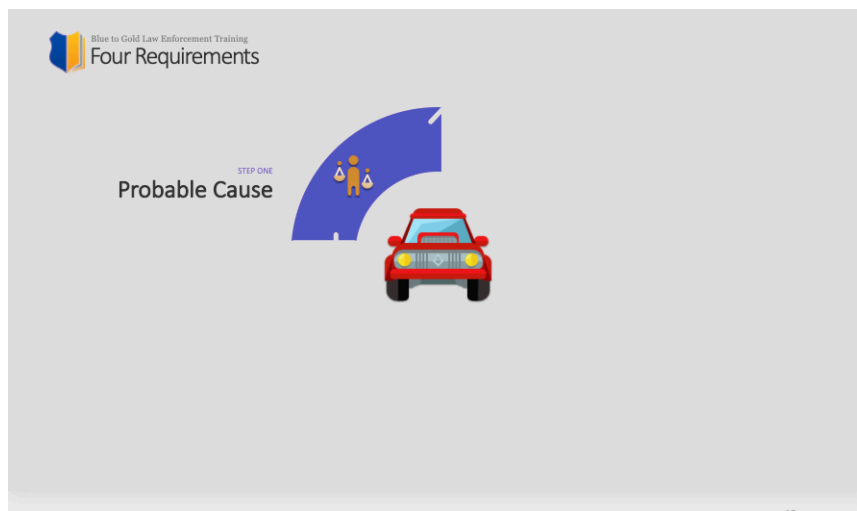 Blue to Gold Law Enforcement Training
Four Requirements
STEP ONE
Probable Cause